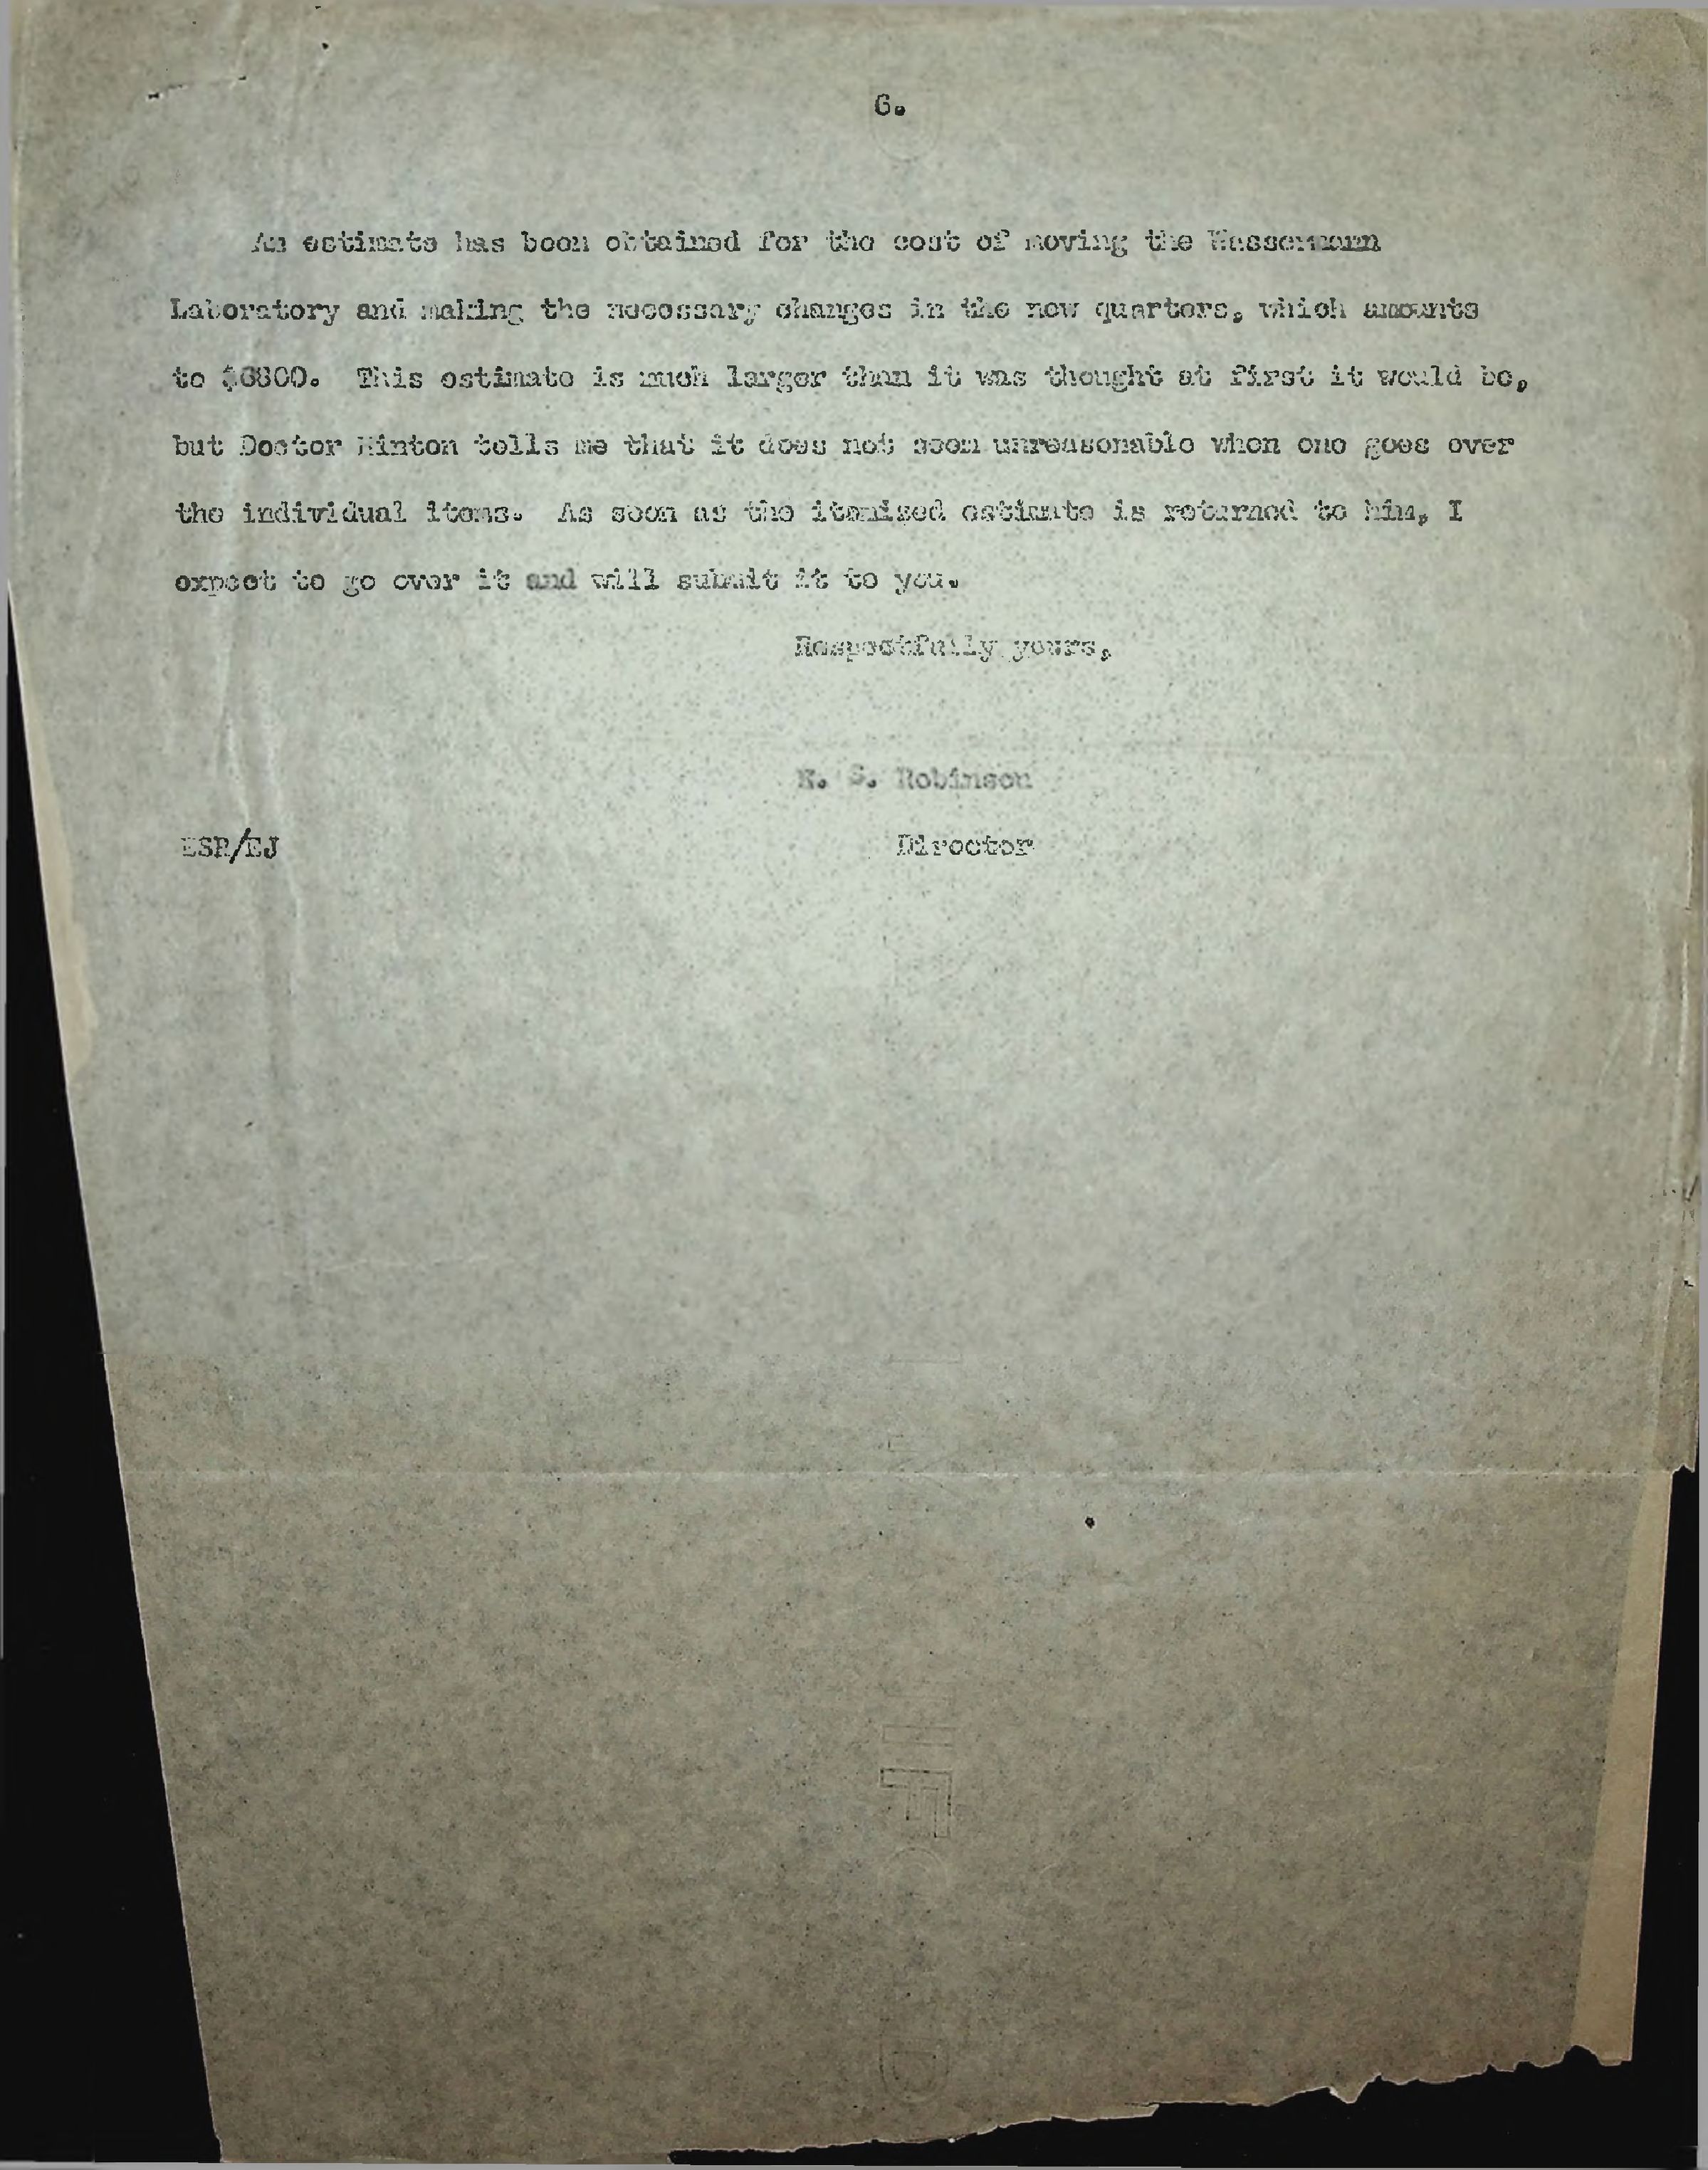 6.
An estimate has been obtained for the cost of moving the Wassermann
Laboratory and making the necessary changes in the new quarters, which amounts
to $6800. This estimate is much larger than it was thought at first it would be,
but Doctor Hinton tells me that it does not seem unreasonable when one goes over
the individual items. As soon as the itemized estimate is returned to him, I
expect to go over it and will submit it to you.
Respectfully yours,
E. S. Robinson
ESR/EJ Director